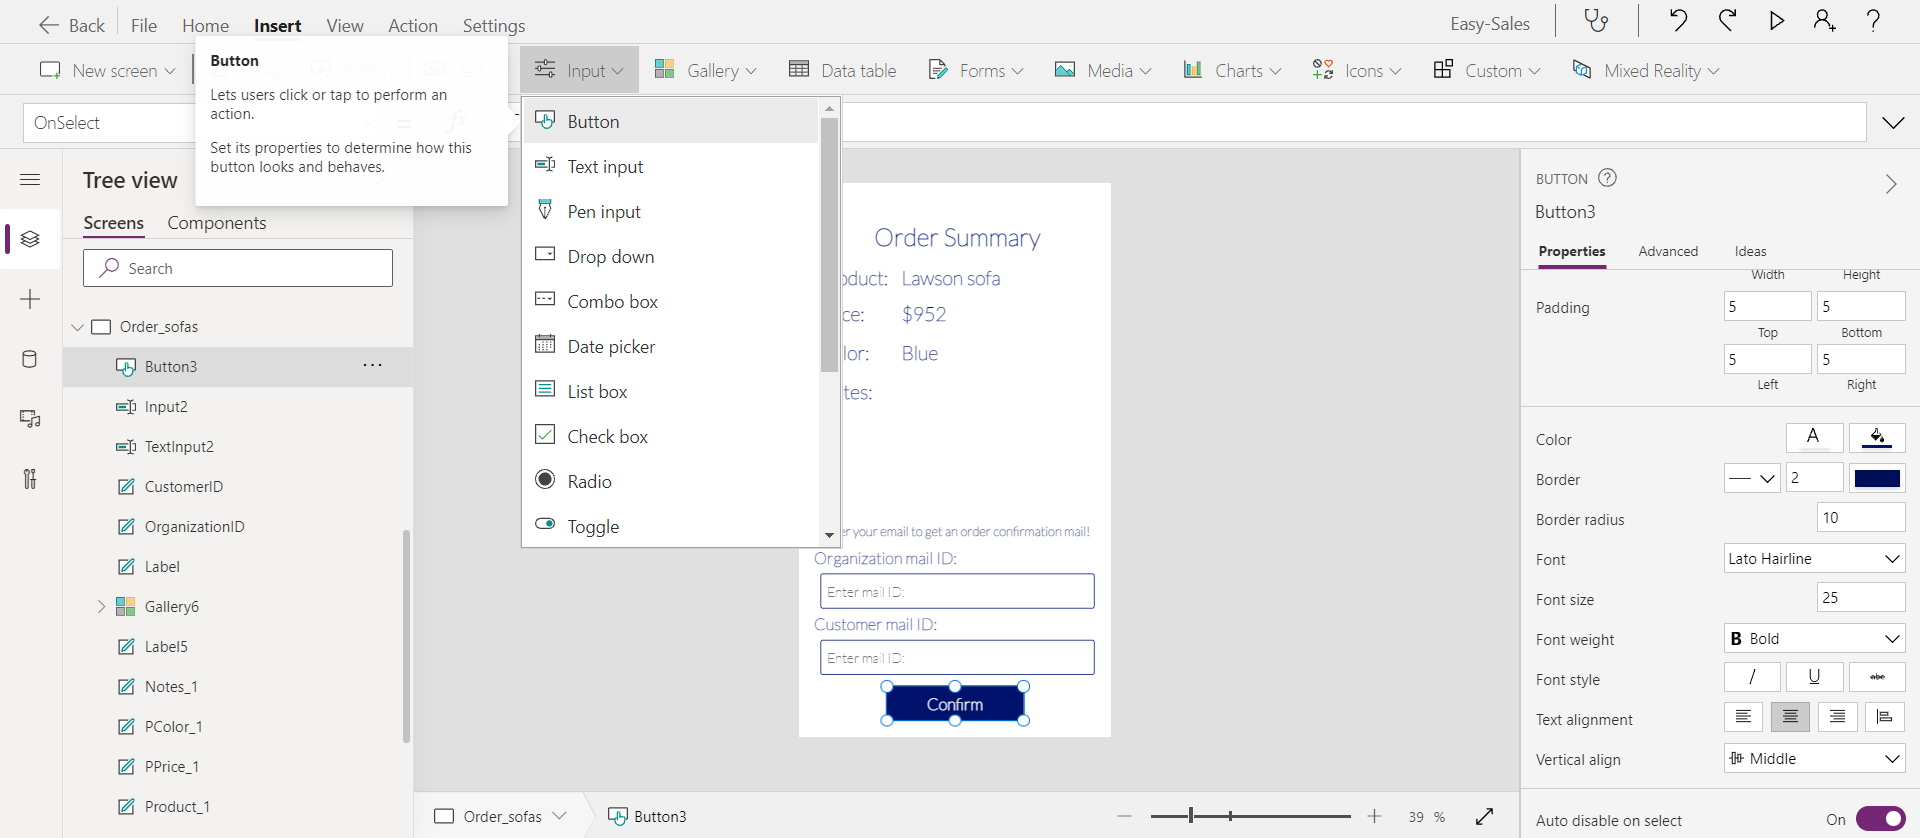 Back File Home Insert View Action Settings Easy-Sales
New screen Input Gallery Data table Forms Media Charts Icons Custom Mixed Reality
Button
Lets users click or tap to perform an
action.
Set its properties to determine how this
button looks and behaves.
OnSelect
Button
Text input
Pen input
Drop down
Combo box
Date picker
List box
Check box
Radio
Toggle
Tree view
Screens Components
Search
Order_sofas
Button3
Input2
TextInput2
CustomerID
OrganizationID
Label
Gallery6
Label5
Notes_1
PColor_1
PPrice_1
Product_1
Order Summary
oduct: Lawson sofa
ce: $952
lor: Blue
tes:
er your email to get an order confirmation mail!
Organization mail ID:
Enter mail ID:
Customer mail ID:
Enter mail ID:
Confirm
Order_sofas Button3 39 %
BUTTON
Button3
Properties Advanced Ideas
Width Height
Padding 5 5
Top Bottom
5 5
Left Right
Color A
Border 2
Border radius 10
Font Lato Hairline
Font size 25
Font weight B Bold
Font style / U abc
Text alignment
Vertical align Middle
Auto disable on select On